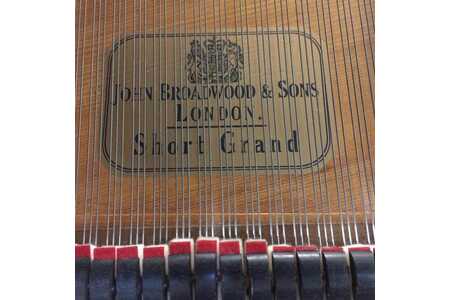 JOHN BROADWOOD & SONS
LONDON.
Short Grand